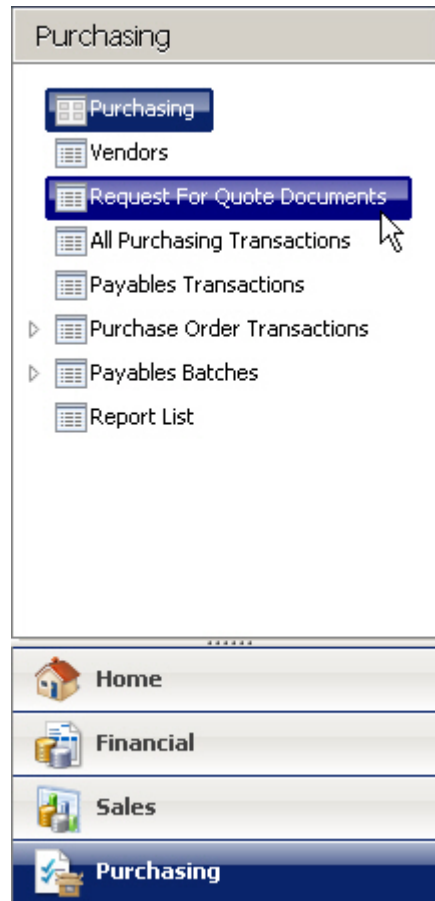 Purchasing
Purchasing
Vendors
Request For Quote Documents
All Purchasing Transactions
Payables Transactions
Purchase Order Transactions
Payables Batches
Report List
Home
Financial
Sales
Purchasing